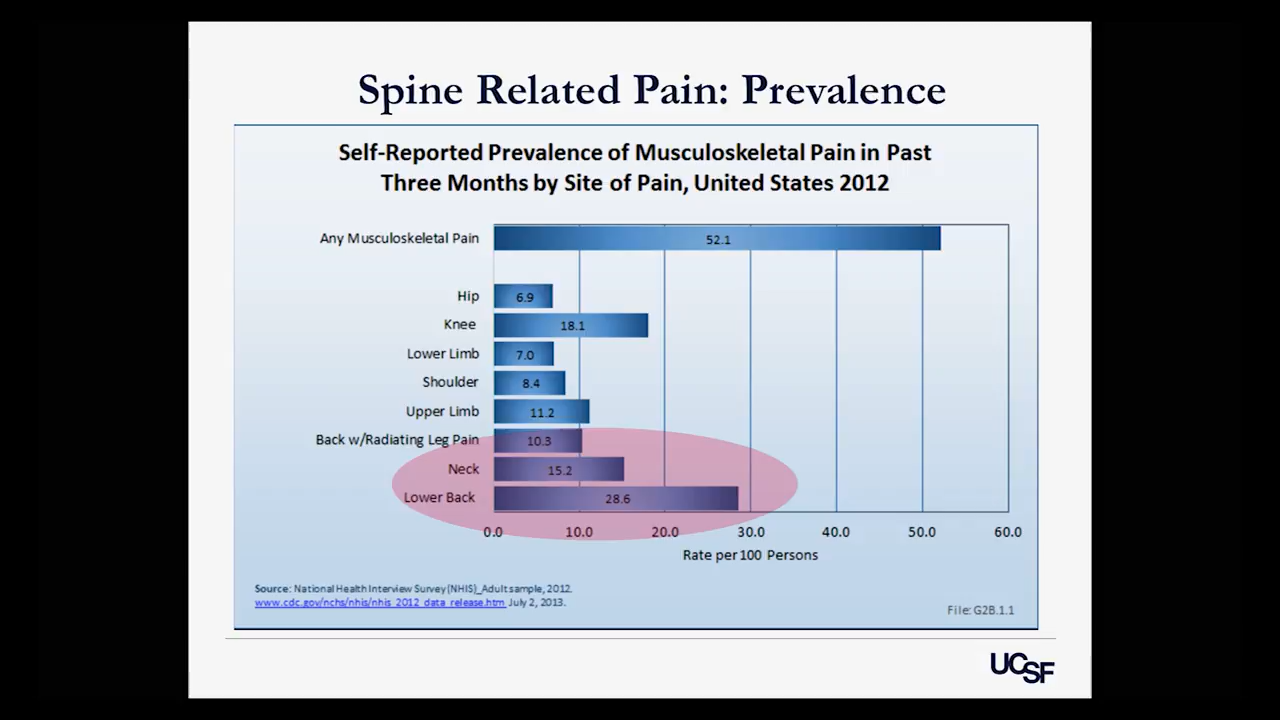 Spine Related Pain: Prevalence
Self-Reported Prevalence of Musculoskeletal Pain in Past
Three Months by Site of Pain, United States 2012
Any Musculoskeletal Pain 52.1
Hip 6.9
Knee 18.1
Lower Limb 7.0
Shoulder 8.4
Upper Limb 11.2
Back w/Radiating Leg Pain 10.3
Neck 15.2
Lower Back 28.6
0.0 10.0 20.0 30.0 40.0 50.0 60.0
Rate per 100 Persons
Source: National Health Interview Survey (NHIS)_Adult sample, 2012.
www.cdc.gov/nchs/nhis/nhis_2012_data_release.htm July 2, 2013.
File: G2B.1.1
UCSF